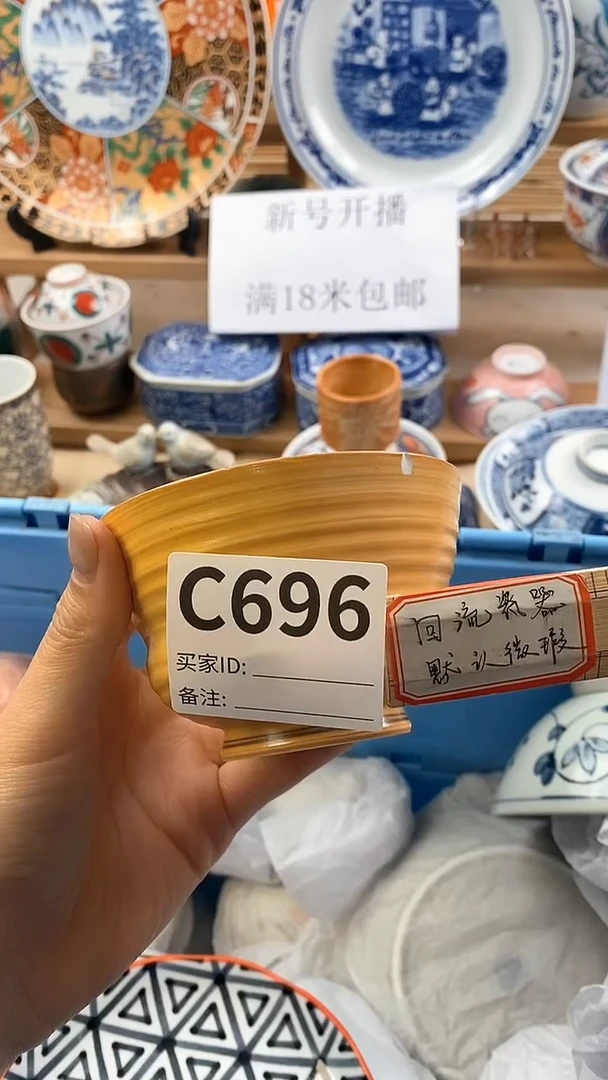 新号开播
满18米包邮
C696
买家ID:
备注:
回流瓷器
默认微瑕